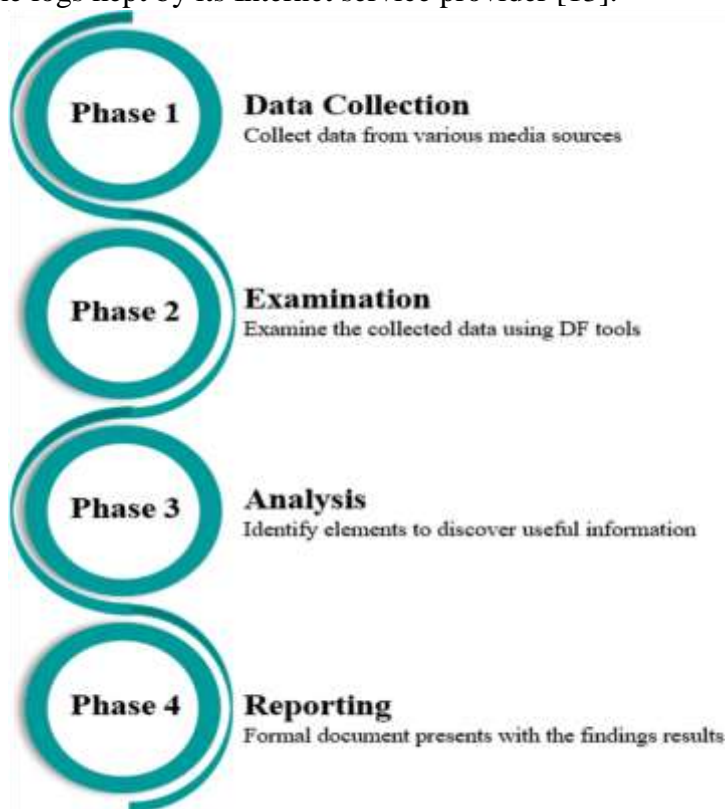 logs kept by its Internet service provider [15].
Phase 1
Data Collection
Collect data from various media sources
Phase 2
Examination
Examine the collected data using DF tools
Phase 3
Analysis
Identify elements to discover useful information
Phase 4
Reporting
Formal document presents with the findings results